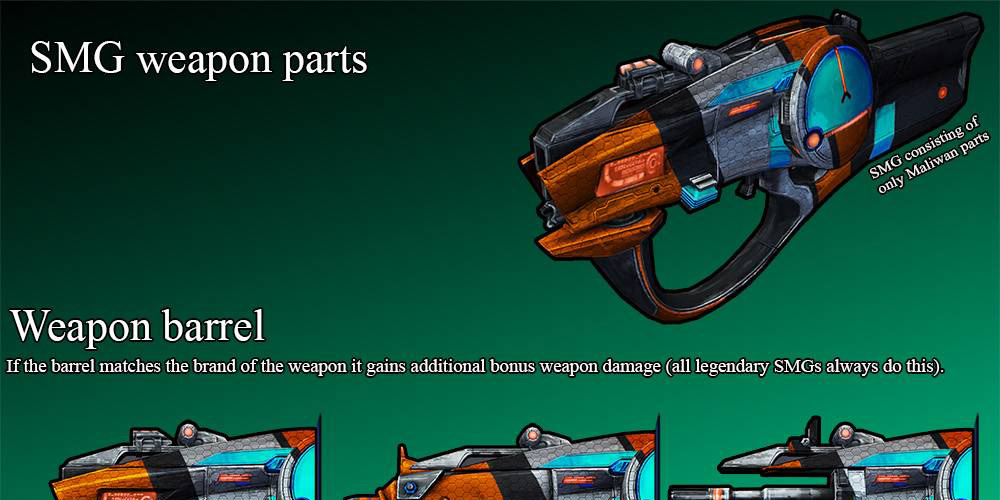 SMG weapon parts
SMG consisting of
only Maliwan parts
Weapon barrel
If the barrel matches the brand of the weapon it gains additional bonus weapon damage (all legendary SMGs always do this).